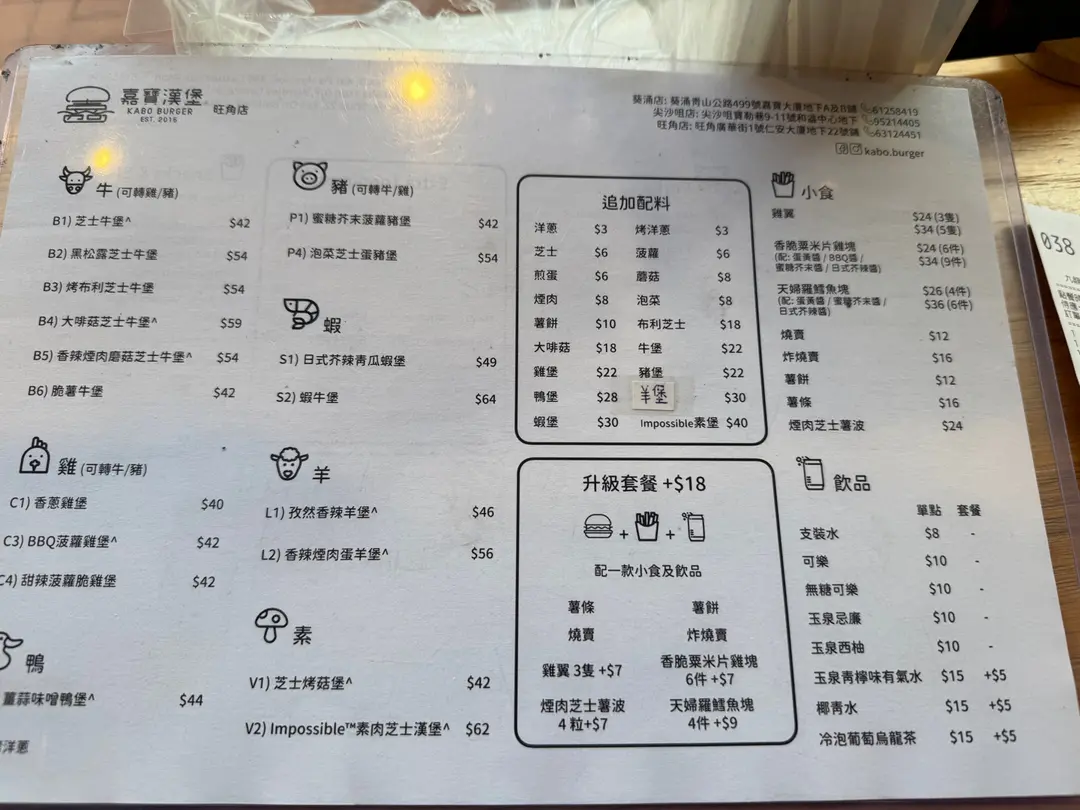 嘉寶漢堡
KABO BURGER
EST. 2016
旺角店
葵涌店: 葵涌青山公路499號嘉寶大廈地下A及B鋪 61258419
尖沙咀店: 尖沙咀寶勒巷9-11號和福中心地下 95214405
旺角店: 旺角廣華街1號仁安大廈地下22號鋪 63124451
kabo.burger
牛 (可轉雞/豬)
B1) 芝士牛堡^ $42
B2) 黑松露芝士牛堡 $54
B3) 烤布利芝士牛堡 $54
B4) 大啡菇芝士牛堡^ $59
B5) 香辣煙肉蘑菇芝士牛堡^ $54
B6) 脆薯牛堡 $42
雞 (可轉牛/豬)
C1) 香蔥雞堡 $40
C3) BBQ菠蘿雞堡^ $42
C4) 甜辣菠蘿脆雞堡 $42
鴨
薑蒜味噌鴨堡^ $44
洋蔥
豬 (可轉牛/雞)
P1) 蜜糖芥末菠蘿豬堡 $42
P4) 泡菜芝士蛋豬堡 $54
蝦
S1) 日式芥辣青瓜蝦堡 $49
S2) 蝦牛堡 $64
羊
L1) 孜然香辣羊堡^ $46
L2) 香辣煙肉蛋羊堡^ $56
素
V1) 芝士烤菇堡^ $42
V2) Impossible™素肉芝士漢堡^ $62
追加配料
洋蔥 $3 烤洋蔥 $3
芝士 $6 菠蘿 $6
煎蛋 $6 蘑菇 $8
煙肉 $8 泡菜 $8
薯餅 $10 布利芝士 $18
大啡菇 $18 牛堡 $22
雞堡 $22 豬堡 $22
鴨堡 $28 羊堡 $30
蝦堡 $30 Impossible素堡 $40
升級套餐 +$18
+ +
配一款小食及飲品
薯條 薯餅
燒賣 炸燒賣
雞翼 3隻 +$7 香脆粟米片雞塊
6件 +$7
煙肉芝士薯波 天婦羅鱈魚塊
4 粒+$7 4件 +$9
小食
雞翼 $24 (3隻)
$34 (5隻)
香脆粟米片雞塊 $24 (6件)
(配: 蛋黃醬 / BBQ醬 / $34 (9件)
蜜糖芥末醬 / 日式芥辣醬)
天婦羅鱈魚塊 $26 (4件)
(配: 蛋黃醬 / 蜜糖芥末醬 / $36 (6件)
日式芥辣醬)
燒賣 $12
炸燒賣 $16
薯餅 $12
薯條 $16
煙肉芝士薯波 $24
飲品
單點 套餐
支裝水 $8 -
可樂 $10 -
無糖可樂 $10 -
玉泉忌廉 $10 -
玉泉西柚 $10 -
玉泉青檸味有氣水 $15 +$5
椰青水 $15 +$5
冷泡葡萄烏龍茶 $15 +$5
038